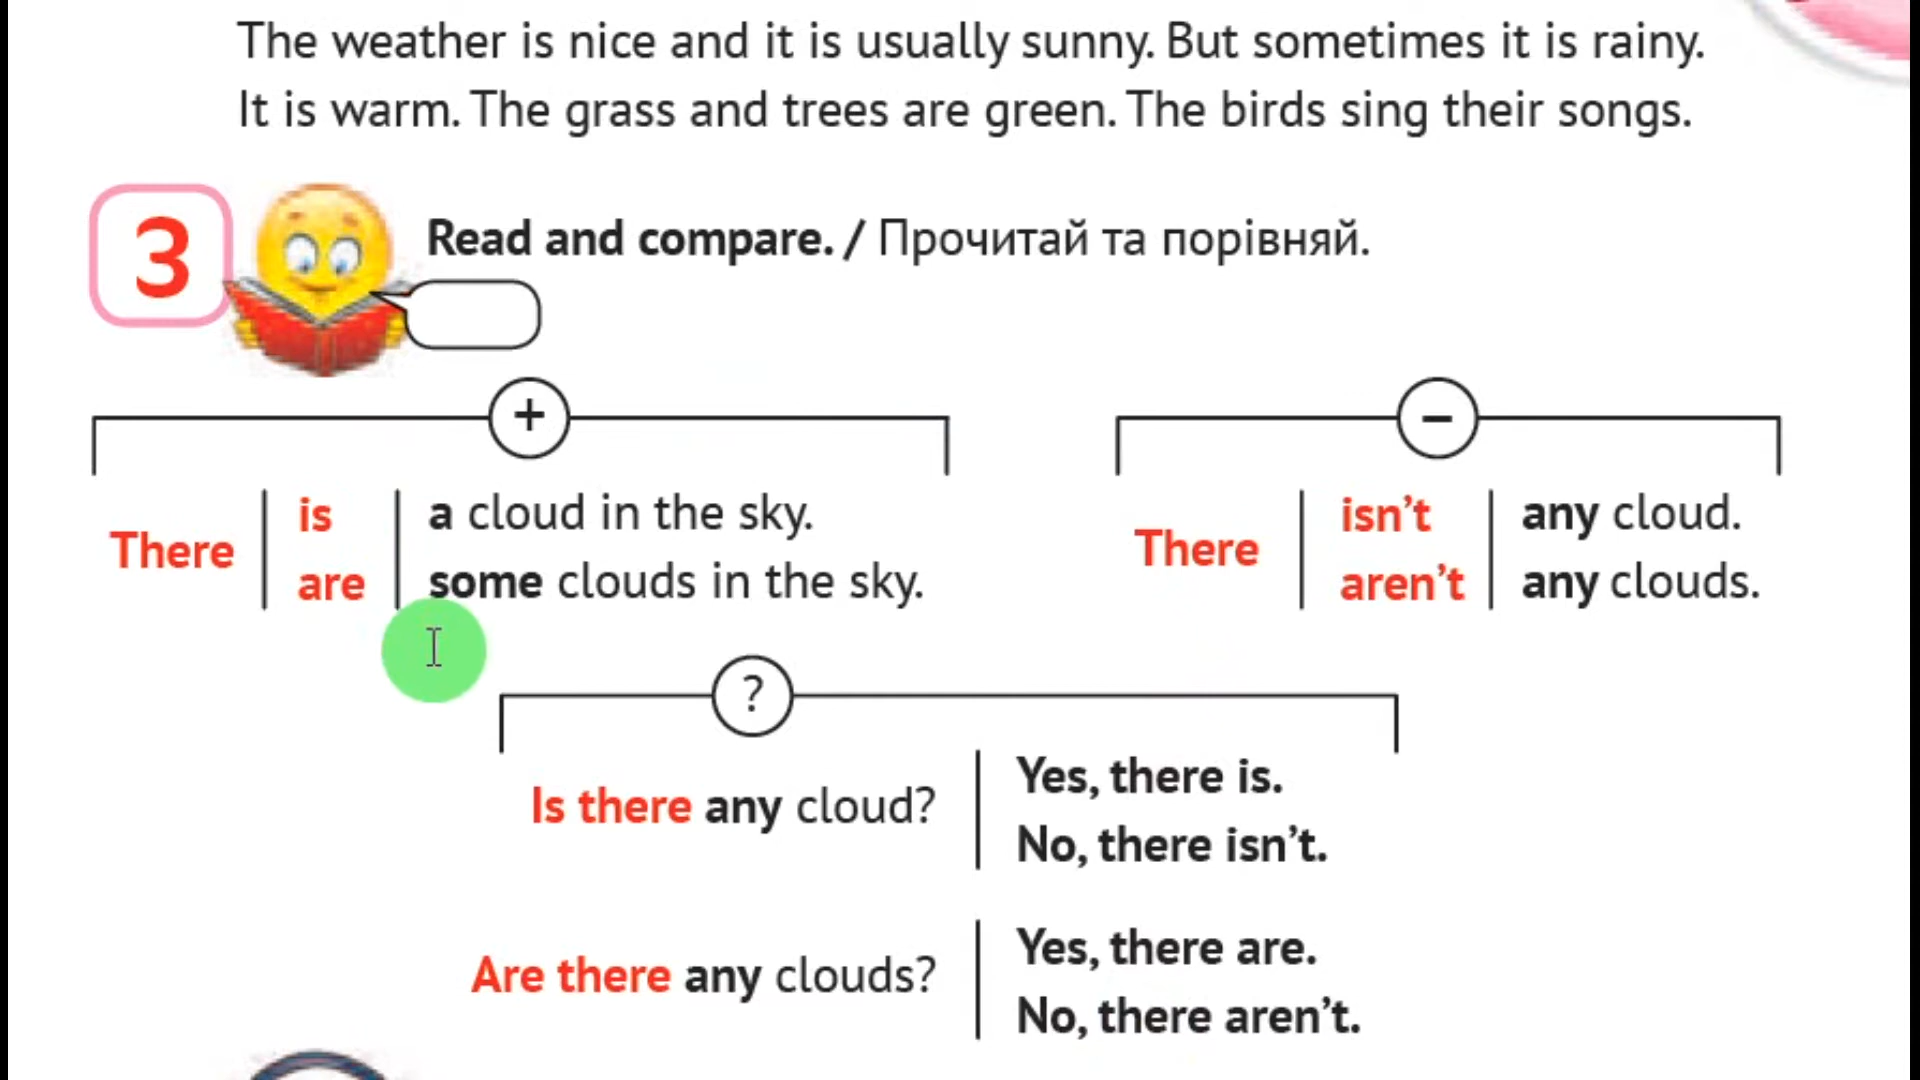 The weather is nice and it is usually sunny. But sometimes it is rainy.
It is warm. The grass and trees are green. The birds sing their songs.
3
Read and compare. / Прочитай та порівняй.
+
There
is
are
a cloud in the sky.
some clouds in the sky.
–
There
isn’t
aren’t
any cloud.
any clouds.
?
Is there any cloud?
Yes, there is.
No, there isn’t.
Are there any clouds?
Yes, there are.
No, there aren’t.